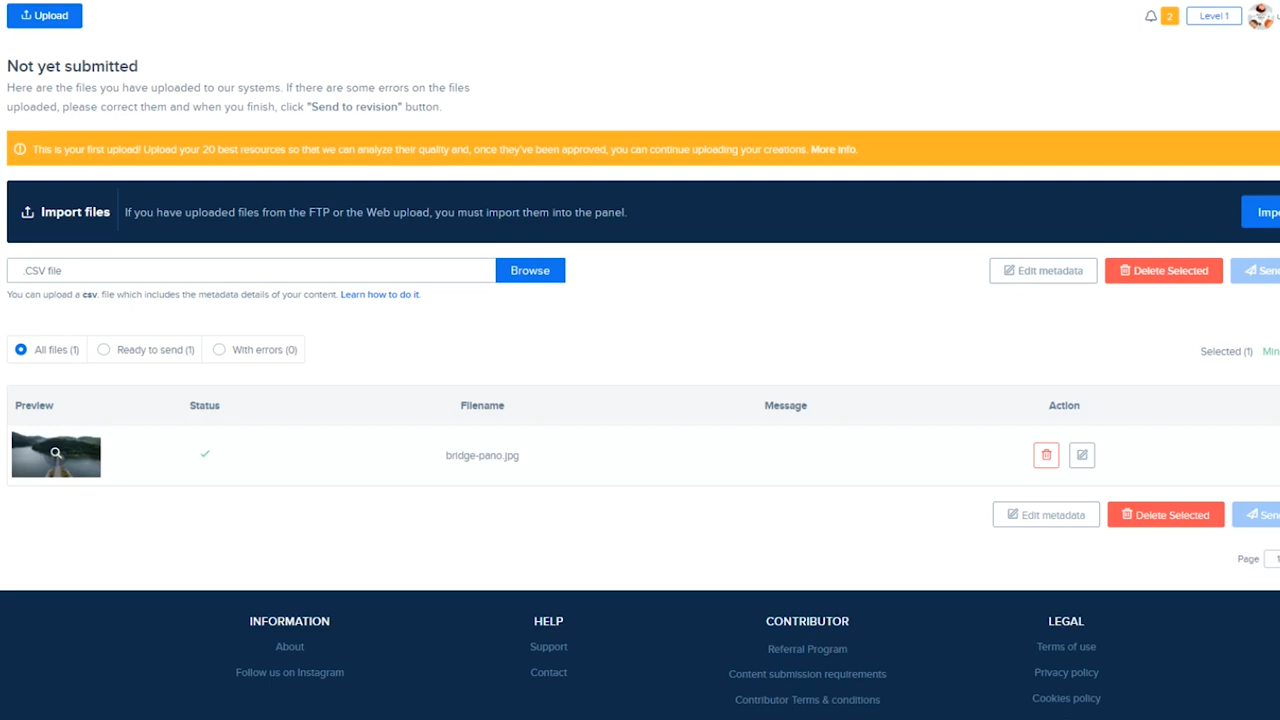 Upload
2
Level 1
Not yet submitted
Here are the files you have uploaded to our systems. If there are some errors on the files
uploaded, please correct them and when you finish, click "Send to revision" button.
This is your first upload! Upload your 20 best resources so that we can analyze their quality and, once they've been approved, you can continue uploading your creations. More info.
Import files
If you have uploaded files from the FTP or the Web upload, you must import them into the panel.
Impo
.CSV file
Browse
Edit metadata
Delete Selected
Send
You can upload a csv. file which includes the metadata details of your content. Learn how to do it.
All files (1)
Ready to send (1)
With errors (0)
Selected (1)
Min
Preview
Status
Filename
Message
Action
bridge-pano.jpg
Edit metadata
Delete Selected
Sen
Page
1
INFORMATION
HELP
CONTRIBUTOR
LEGAL
About
Support
Referral Program
Terms of use
Follow us on Instagram
Contact
Content submission requirements
Privacy policy
Contributor Terms & conditions
Cookies policy